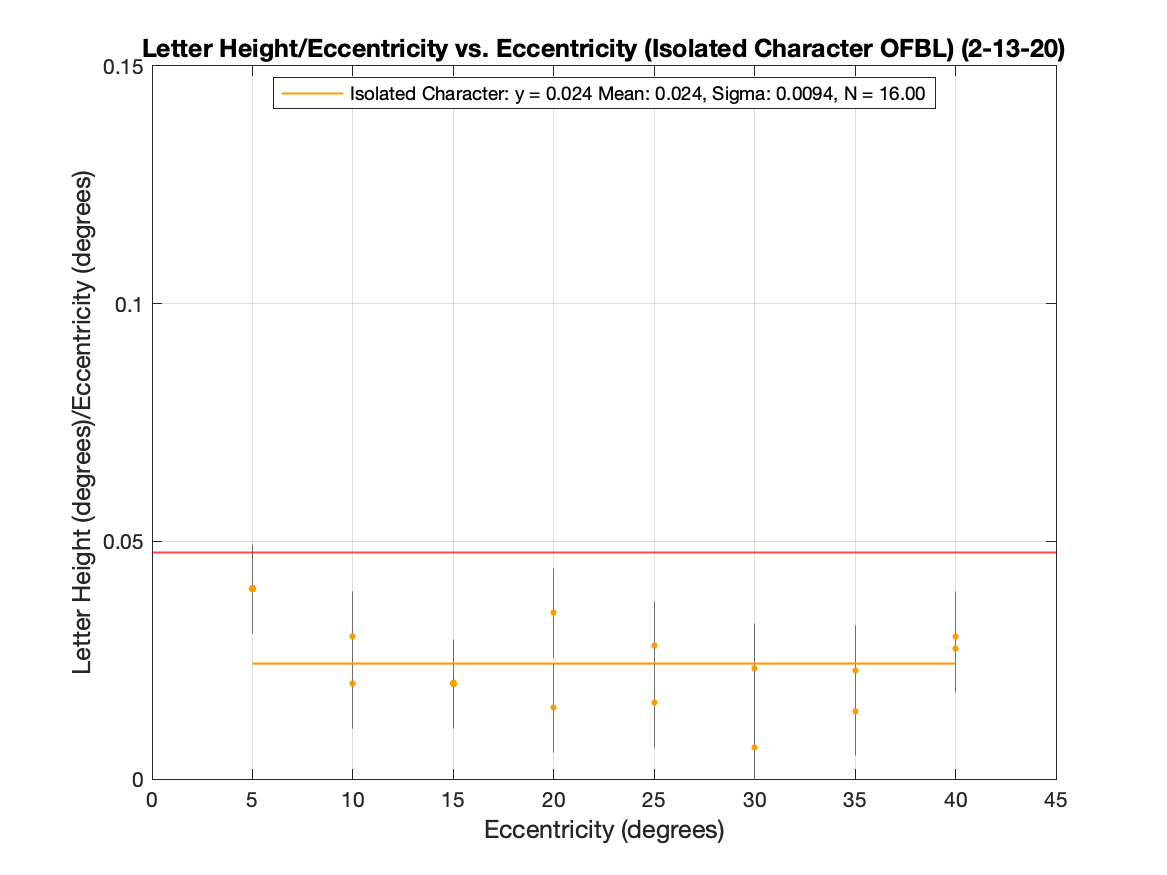 Letter Height/Eccentricity vs. Eccentricity (Isolated Character OFBL) (2-13-20)
Isolated Character: y = 0.024 Mean: 0.024, Sigma: 0.0094, N = 16.00
Letter Height (degrees)/Eccentricity (degrees)
0.15
0.1
0.05
0
0 5 10 15 20 25 30 35 40 45
Eccentricity (degrees)